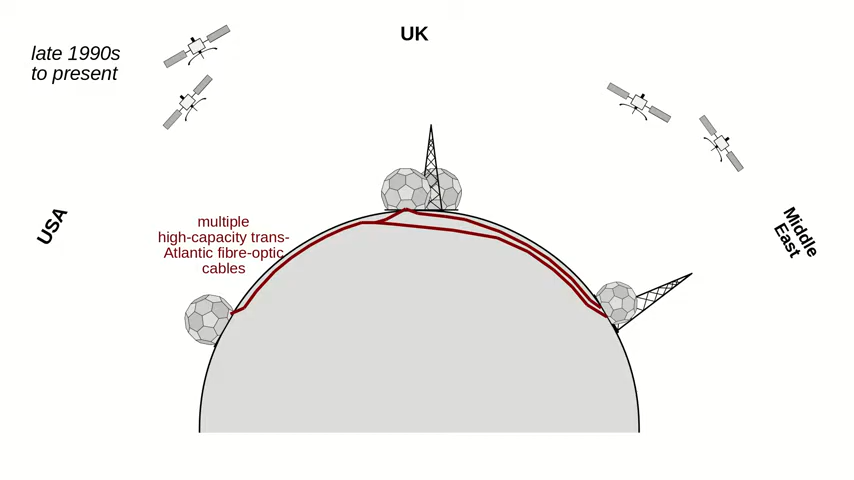 late 1990s
to present
UK
USA
multiple
high-capacity trans-
Atlantic fibre-optic
cables
Middle
East